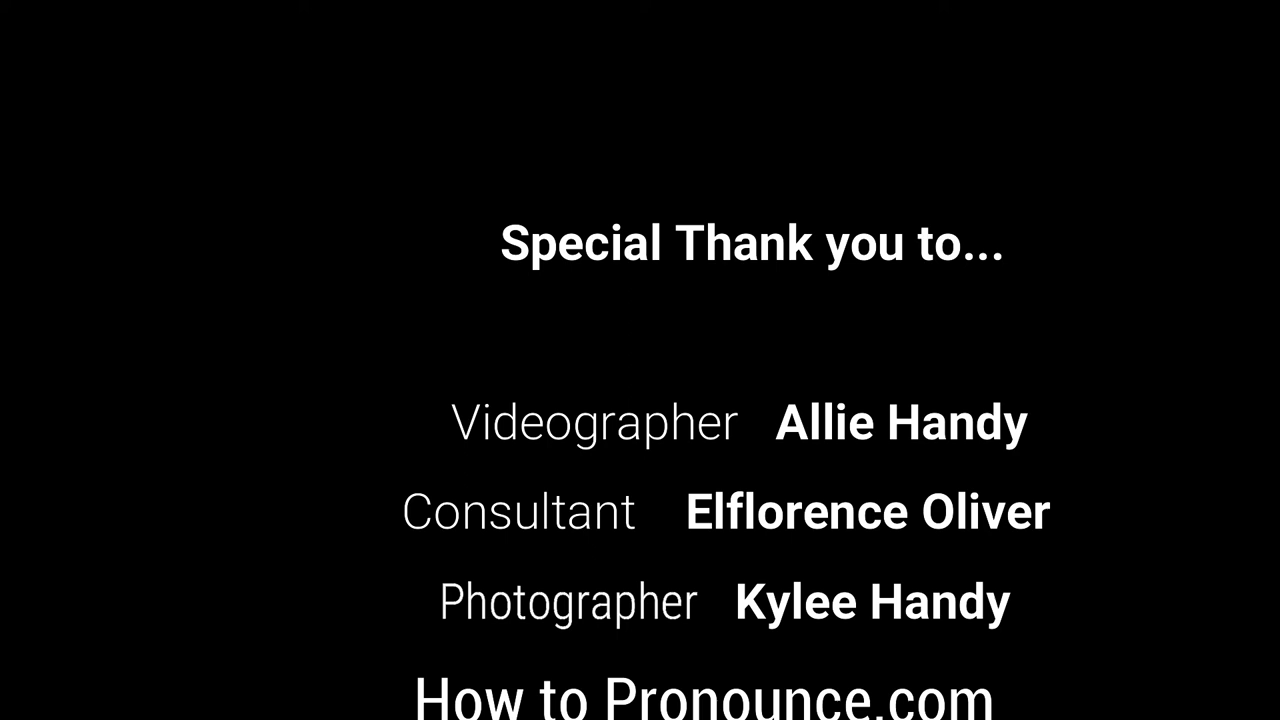 Special Thank you to...
Videographer Allie Handy
Consultant Elflorence Oliver
Photographer Kylee Handy
How to Pronounce.com